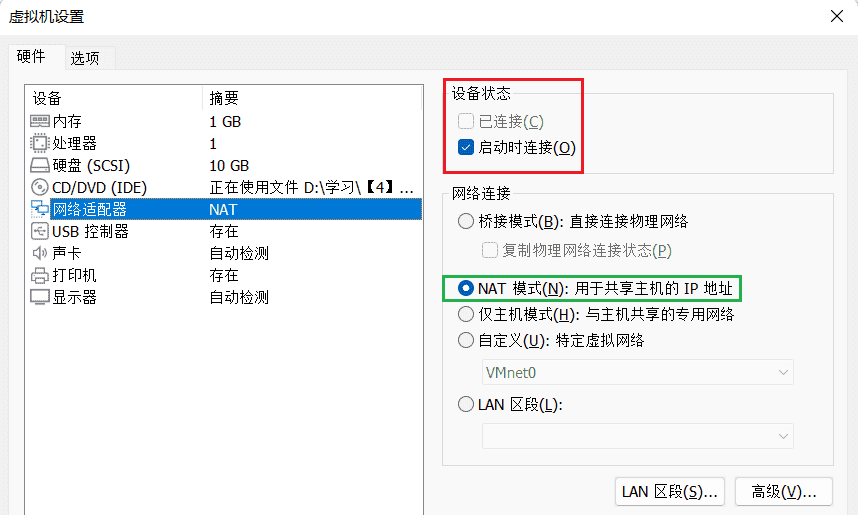 虚拟机设置
硬件 选项
设备 摘要
内存 1 GB
处理器 1
硬盘 (SCSI) 10 GB
CD/DVD (IDE) 正在使用文件 D:\学习\【4】...
网络适配器 NAT
USB 控制器 存在
声卡 自动检测
打印机 存在
显示器 自动检测
设备状态
已连接(C)
启动时连接(O)
网络连接
桥接模式(B): 直接连接物理网络
复制物理网络连接状态(P)
NAT 模式(N): 用于共享主机的 IP 地址
仅主机模式(H): 与主机共享的专用网络
自定义(U): 特定虚拟网络
VMnet0
LAN 区段(L):
LAN 区段(S)... 高级(V)...